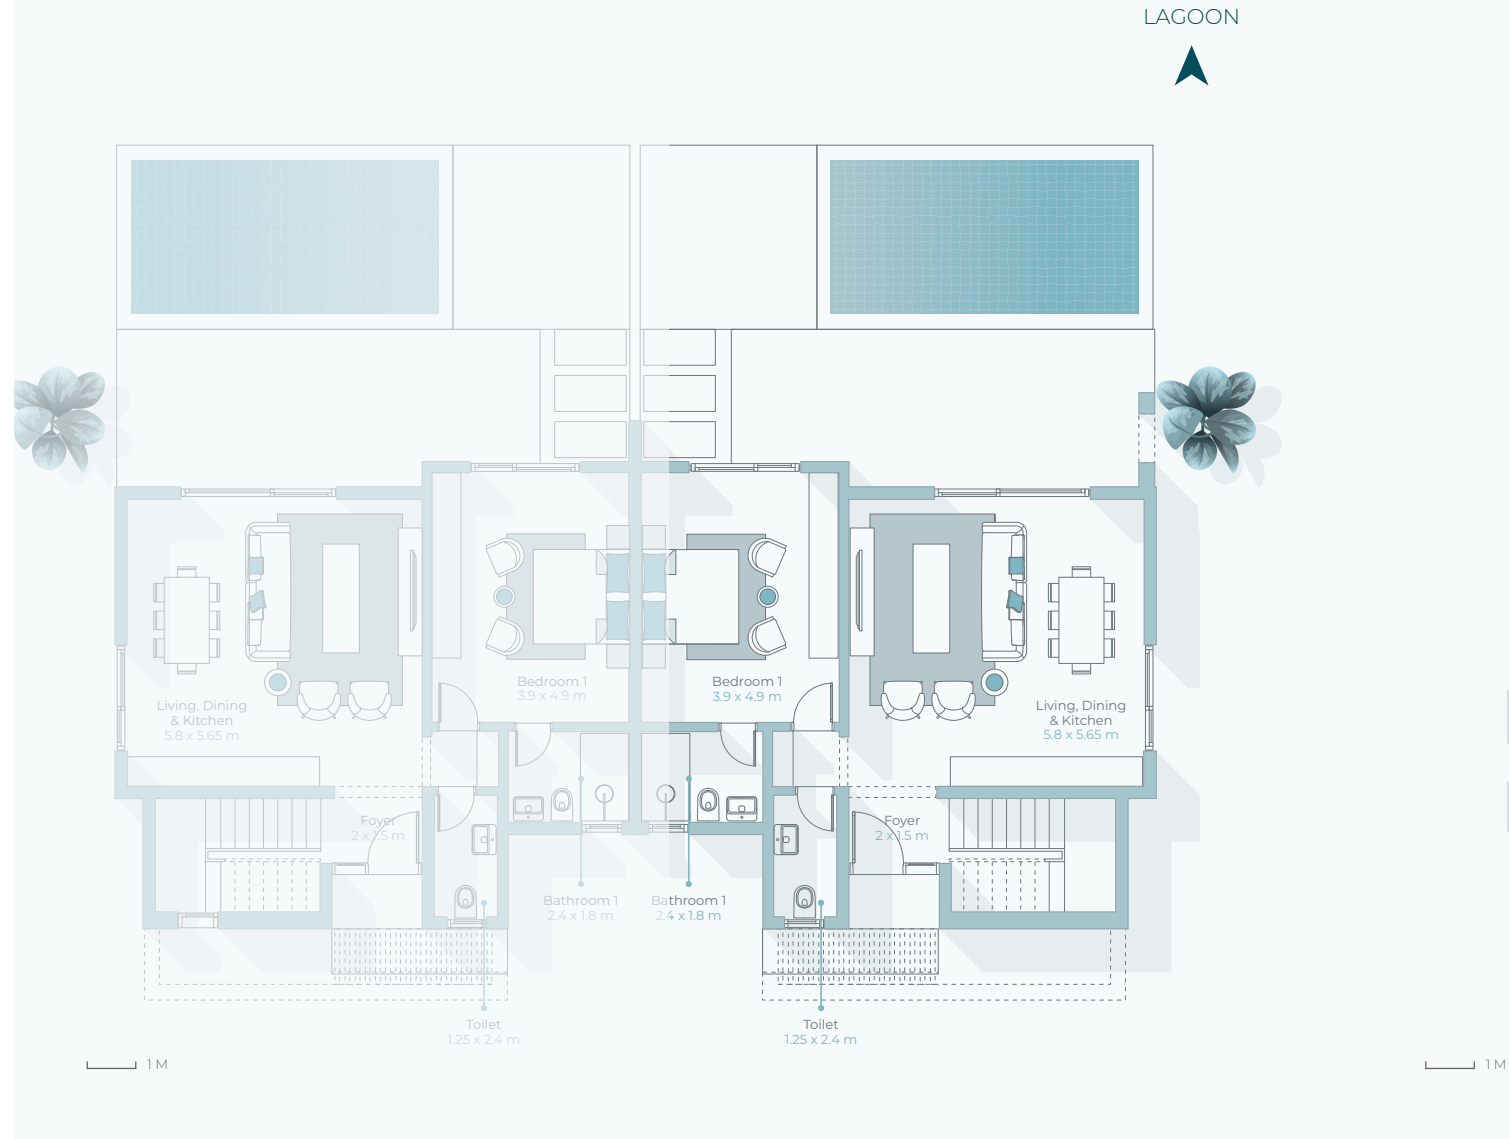 LAGOON
Bedroom 1
3.9 x 4.9 m
Bedroom 1
3.9 x 4.9 m
Living, Dining
& Kitchen
5.8 x 5.65 m
Living, Dining
& Kitchen
5.8 x 5.65 m
Foyer
2 x 1.5 m
Foyer
2 x 1.5 m
Bathroom 1
2.4 x 1.8 m
Bathroom 1
2.4 x 1.8 m
Toilet
1.25 x 2.4 m
Toilet
1.25 x 2.4 m
1 M
1 M